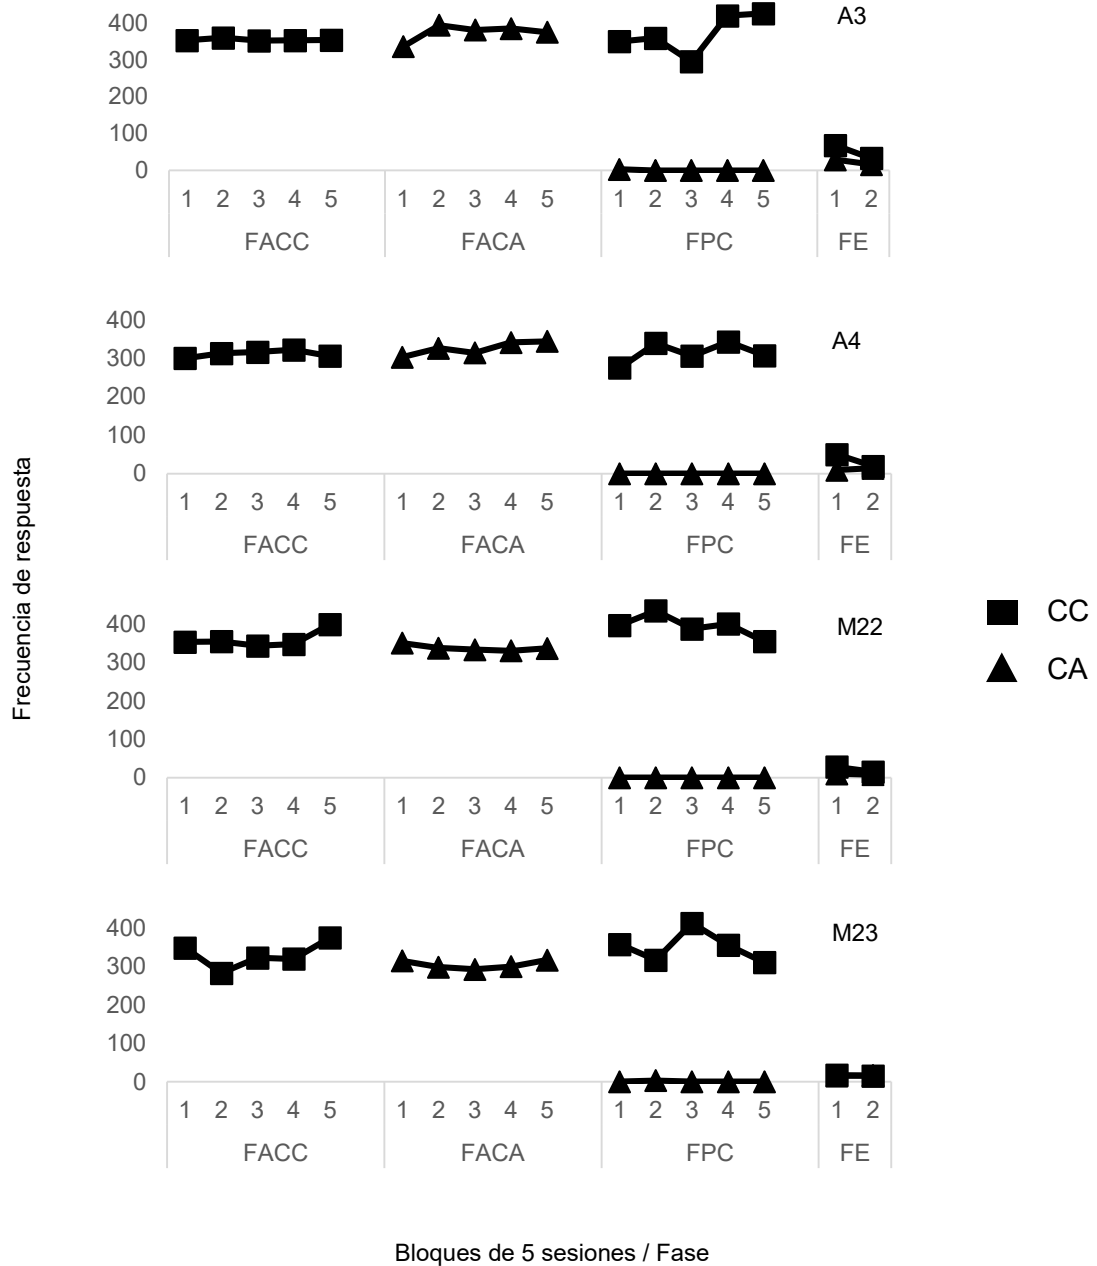 400
A3
300
200
100
0
1 2 3 4 5 1 2 3 4 5 1 2 3 4 5 1 2
FACC FACA FPC FE
400
A4
300
200
100
0
1 2 3 4 5 1 2 3 4 5 1 2 3 4 5 1 2
FACC FACA FPC FE
Frecuencia de respuesta
400
M22
300
200
100
0
1 2 3 4 5 1 2 3 4 5 1 2 3 4 5 1 2
FACC FACA FPC FE
CC
CA
400
M23
300
200
100
0
1 2 3 4 5 1 2 3 4 5 1 2 3 4 5 1 2
FACC FACA FPC FE
Bloques de 5 sesiones / Fase